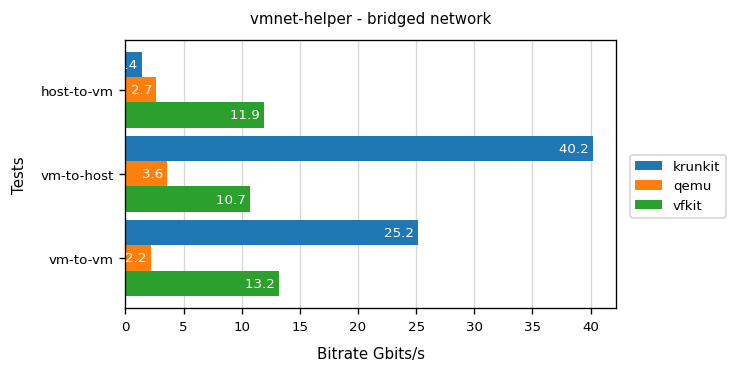 vmnet-helper - bridged network
.4
host-to-vm
2.7
11.9
40.2
vm-to-host
3.6
10.7
25.2
vm-to-vm
2.2
13.2
Tests
krunkit
qemu
vfkit
0 5 10 15 20 25 30 35 40
Bitrate Gbits/s